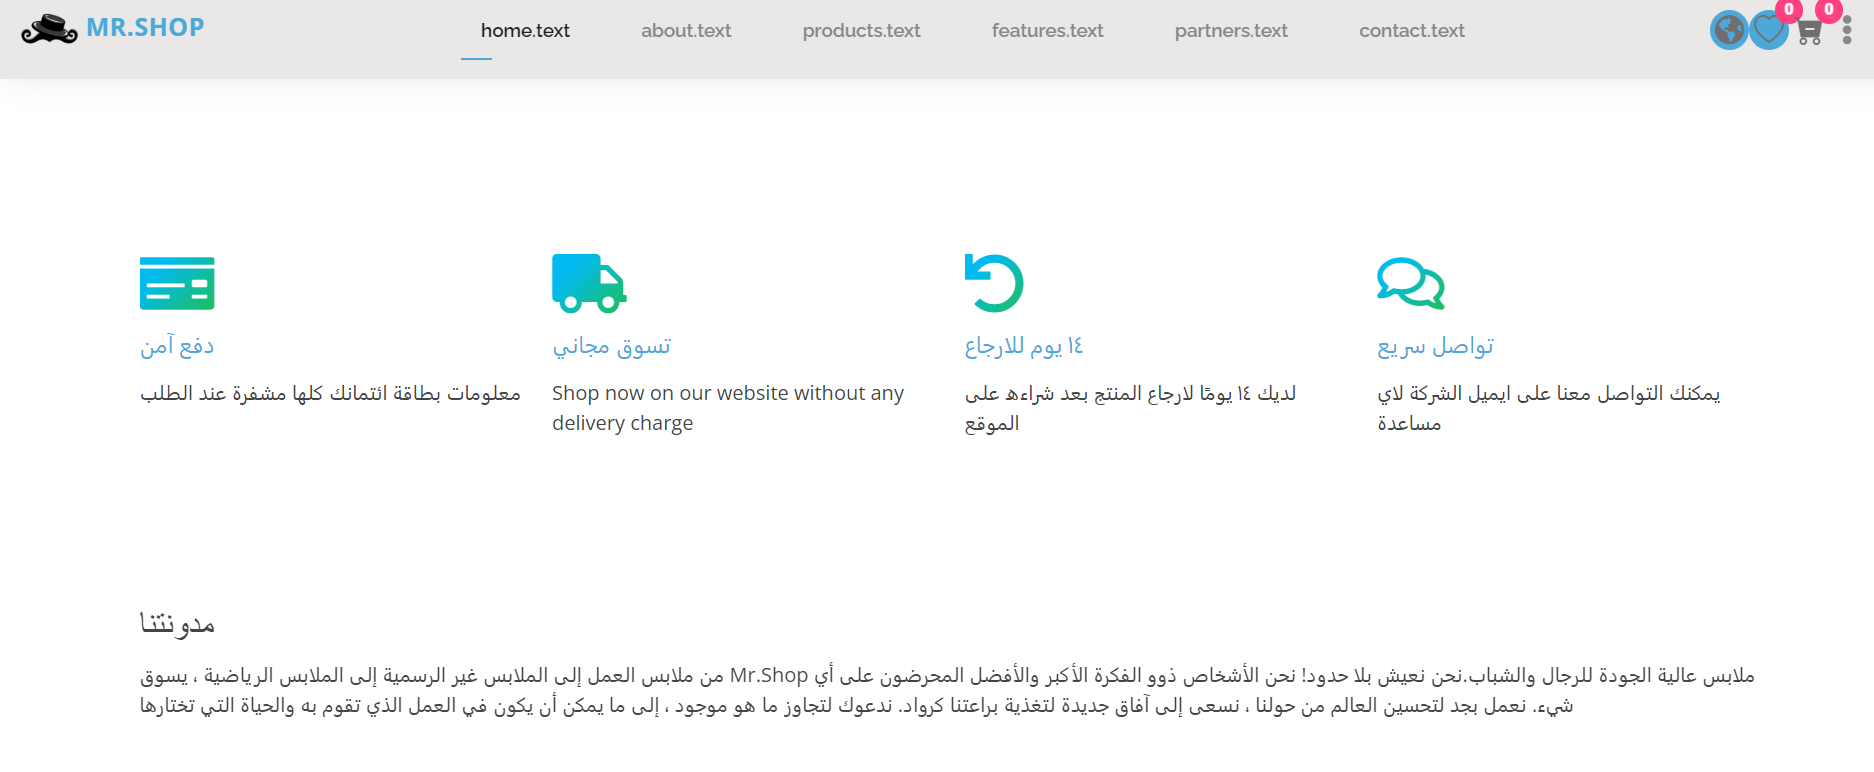 MR.SHOP
home.text
about.text
products.text
features.text
partners.text
contact.text
0
0
دفع آمن
معلومات بطاقة ائتمانك كلها مشفرة عند الطلب
تسوق مجاني
Shop now on our website without any
delivery charge
١٤ يوم للارجاع
لديك ١٤ يومًا لارجاع المنتج بعد شراءه على
الموقع
تواصل سريع
يمكنك التواصل معنا على ايميل الشركة لاي
مساعدة
مدونتنا
ملابس عالية الجودة للرجال والشباب.نحن نعيش بلا حدود! نحن الأشخاص ذوو الفكرة الأكبر والأفضل المحرضون على أي Mr.Shop من ملابس العمل إلى الملابس غير الرسمية إلى الملابس الرياضية ، يسوق
شيء. نعمل بجد لتحسين العالم من حولنا ، نسعى إلى آفاق جديدة لتغذية براعتنا كرواد. ندعوك لتجاوز ما هو موجود ، إلى ما يمكن أن يكون في العمل الذي تقوم به والحياة التي تختارها